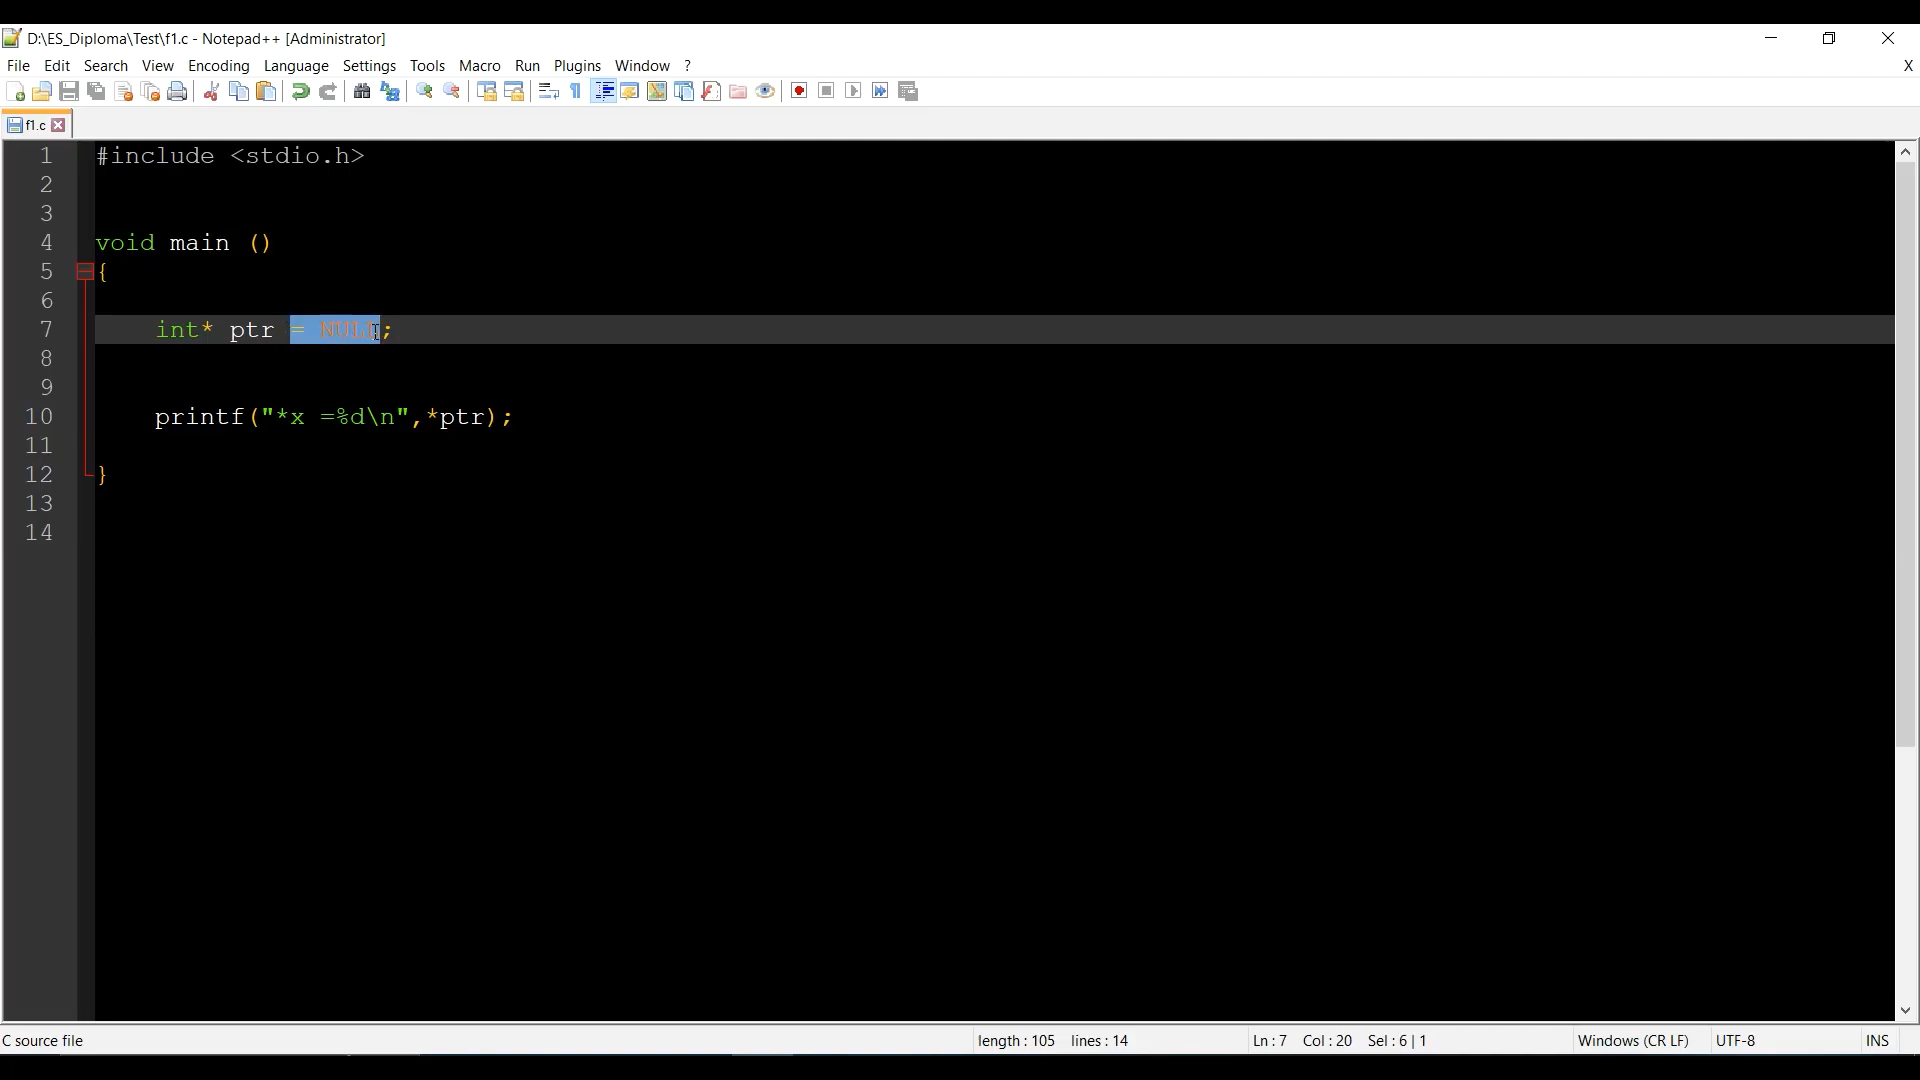 D:\ES_Diploma\Test\f1.c - Notepad++ [Administrator]
File Edit Search View Encoding Language Settings Tools Macro Run Plugins Window ? X
f1.c
1 #include <stdio.h>
2
3
4 void main ()
5 {
6
7 int* ptr = NULL;
8
9
10 printf("*x =%d\n",*ptr);
11
12 }
13
14
C source file length : 105 lines : 14 Ln : 7 Col : 20 Sel : 6 | 1 Windows (CR LF) UTF-8 INS